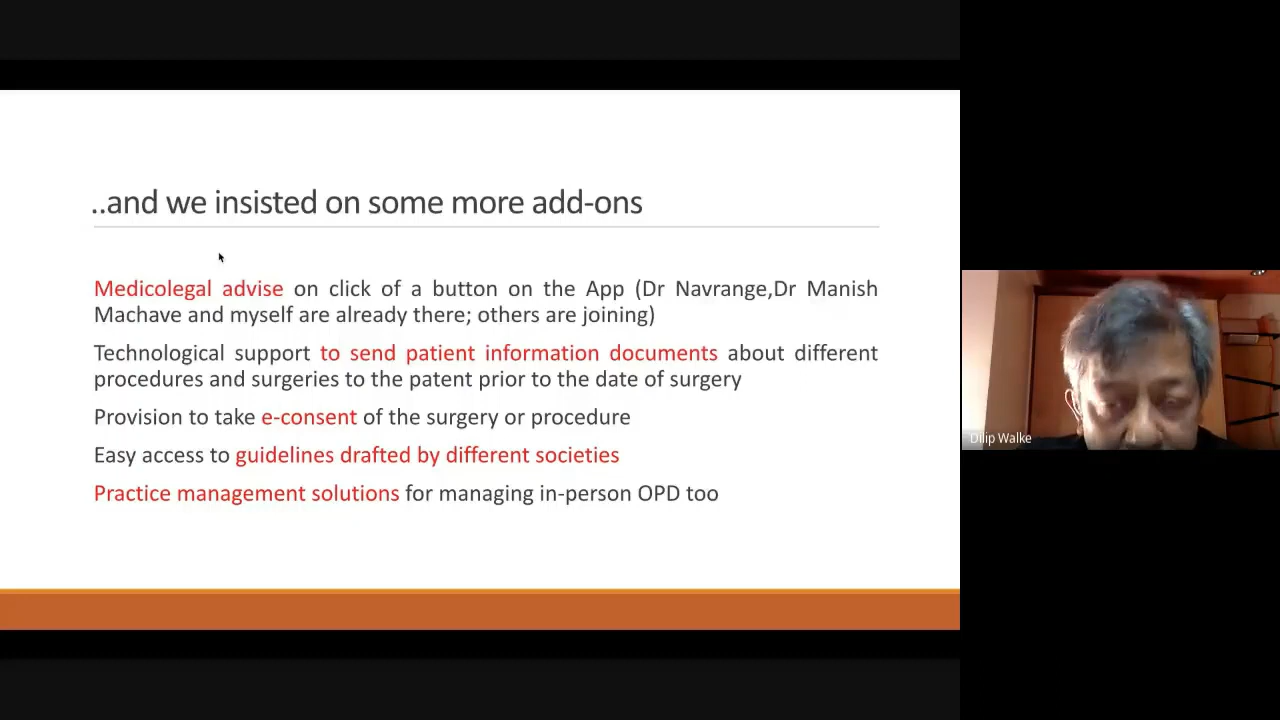 ..and we insisted on some more add-ons
Medicolegal advise on click of a button on the App (Dr Navrange,Dr Manish
Machave and myself are already there; others are joining)
Technological support to send patient information documents about different
procedures and surgeries to the patent prior to the date of surgery
Provision to take e-consent of the surgery or procedure
Easy access to guidelines drafted by different societies
Practice management solutions for managing in-person OPD too
Dilip Walke